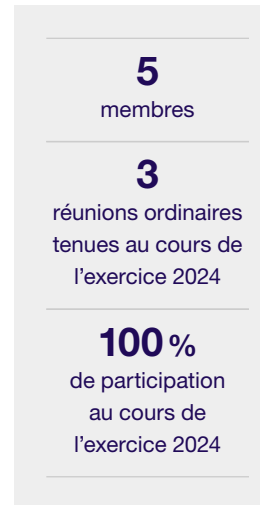 5
membres
3
réunions ordinaires
tenues au cours de
l’exercice 2024
100 %
de participation
au cours de
l’exercice 2024